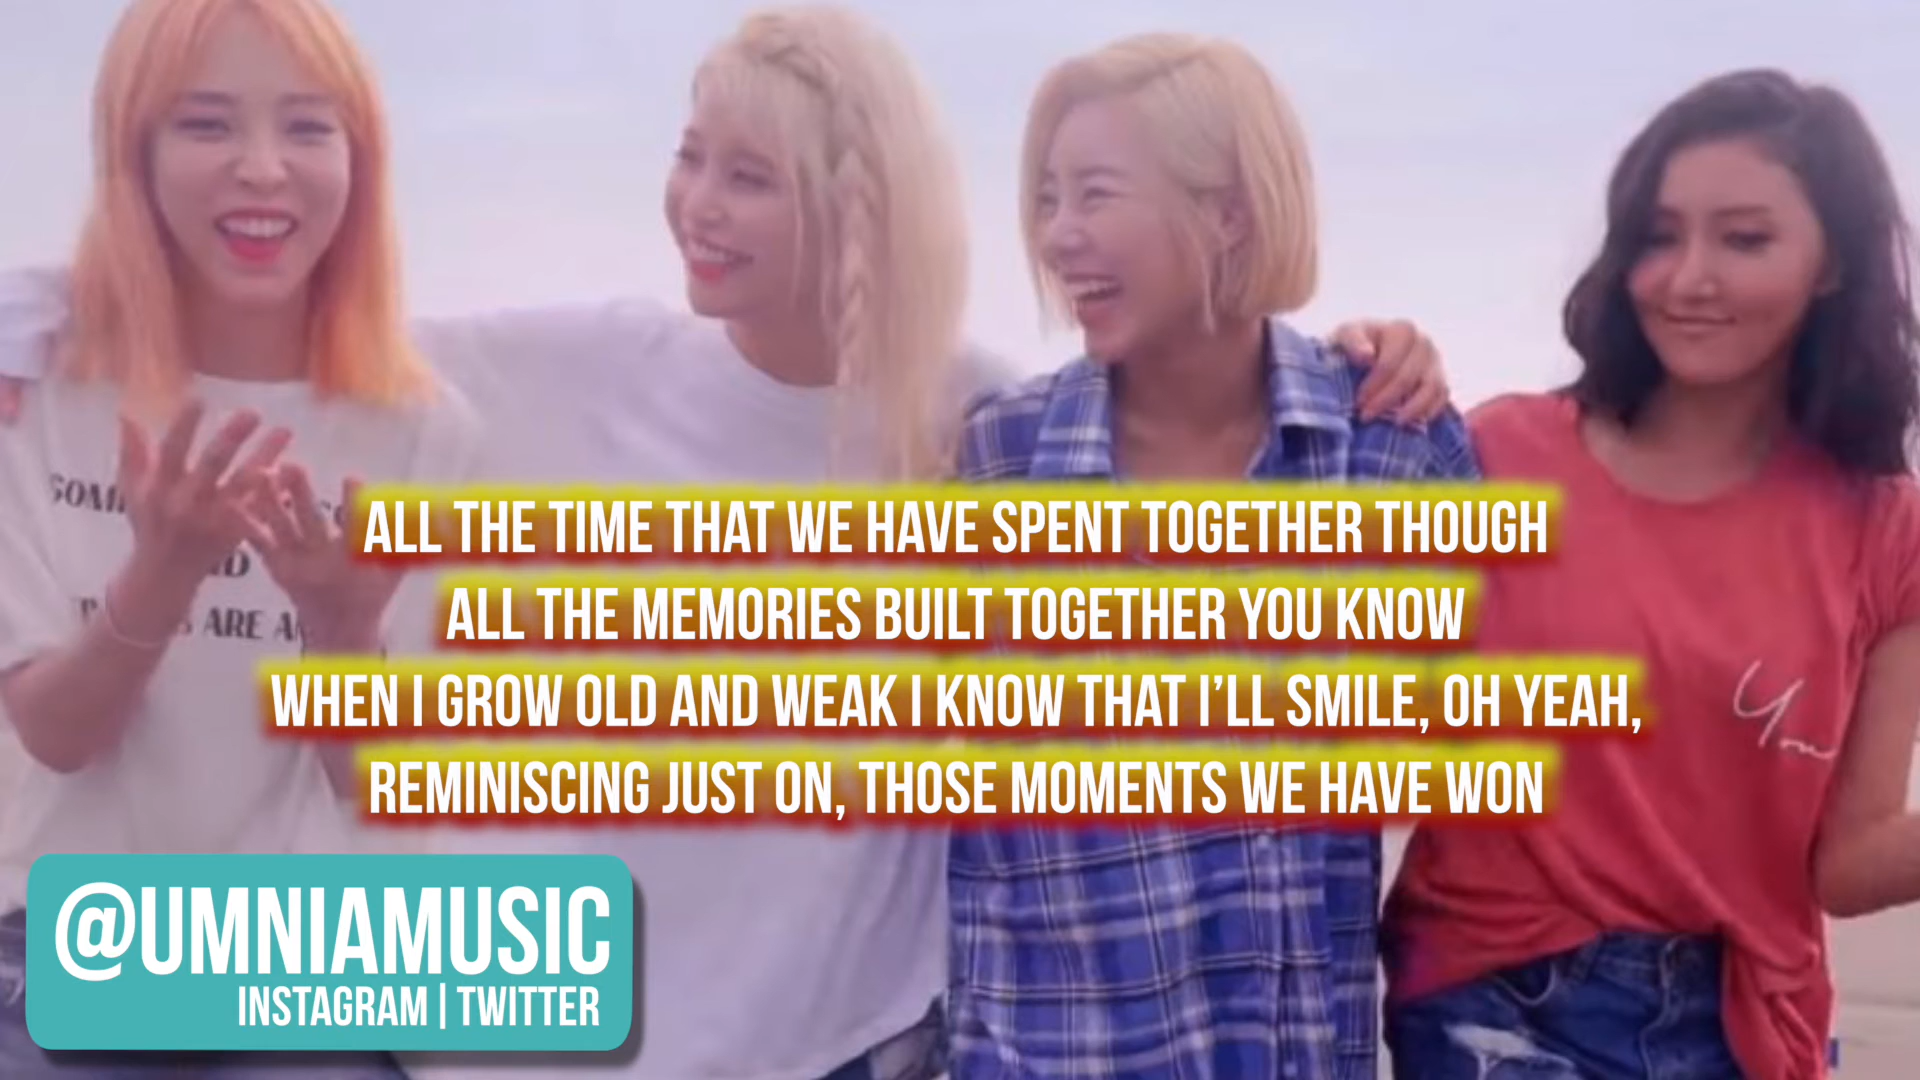 ALL THE TIME THAT WE HAVE SPENT TOGETHER THOUGH
ALL THE MEMORIES BUILT TOGETHER YOU KNOW
WHEN I GROW OLD AND WEAK I KNOW THAT I'LL SMILE, OH YEAH,
REMINISCING JUST ON, THOSE MOMENTS WE HAVE WON
ARE
You
@UMNIAMUSIC
INSTAGRAM | TWITTER